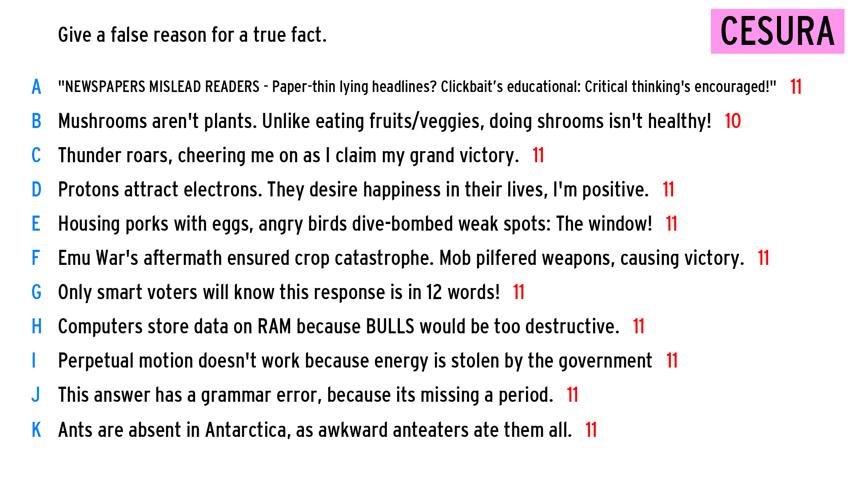 Give a false reason for a true fact.
CESURA
A "NEWSPAPERS MISLEAD READERS - Paper-thin lying headlines? Clickbait's educational: Critical thinking's encouraged!" 11
B Mushrooms aren't plants. Unlike eating fruits/veggies, doing shrooms isn't healthy! 10
C Thunder roars, cheering me on as I claim my grand victory. 11
D Protons attract electrons. They desire happiness in their lives, I'm positive. 11
E Housing porks with eggs, angry birds dive-bombed weak spots: The window! 11
F Emu War's aftermath ensured crop catastrophe. Mob pilfered weapons, causing victory. 11
G Only smart voters will know this response is in 12 words! 11
H Computers store data on RAM because BULLS would be too destructive. 11
I Perpetual motion doesn't work because energy is stolen by the government 11
J This answer has a grammar error, because its missing a period. 11
K Ants are absent in Antarctica, as awkward anteaters ate them all. 11